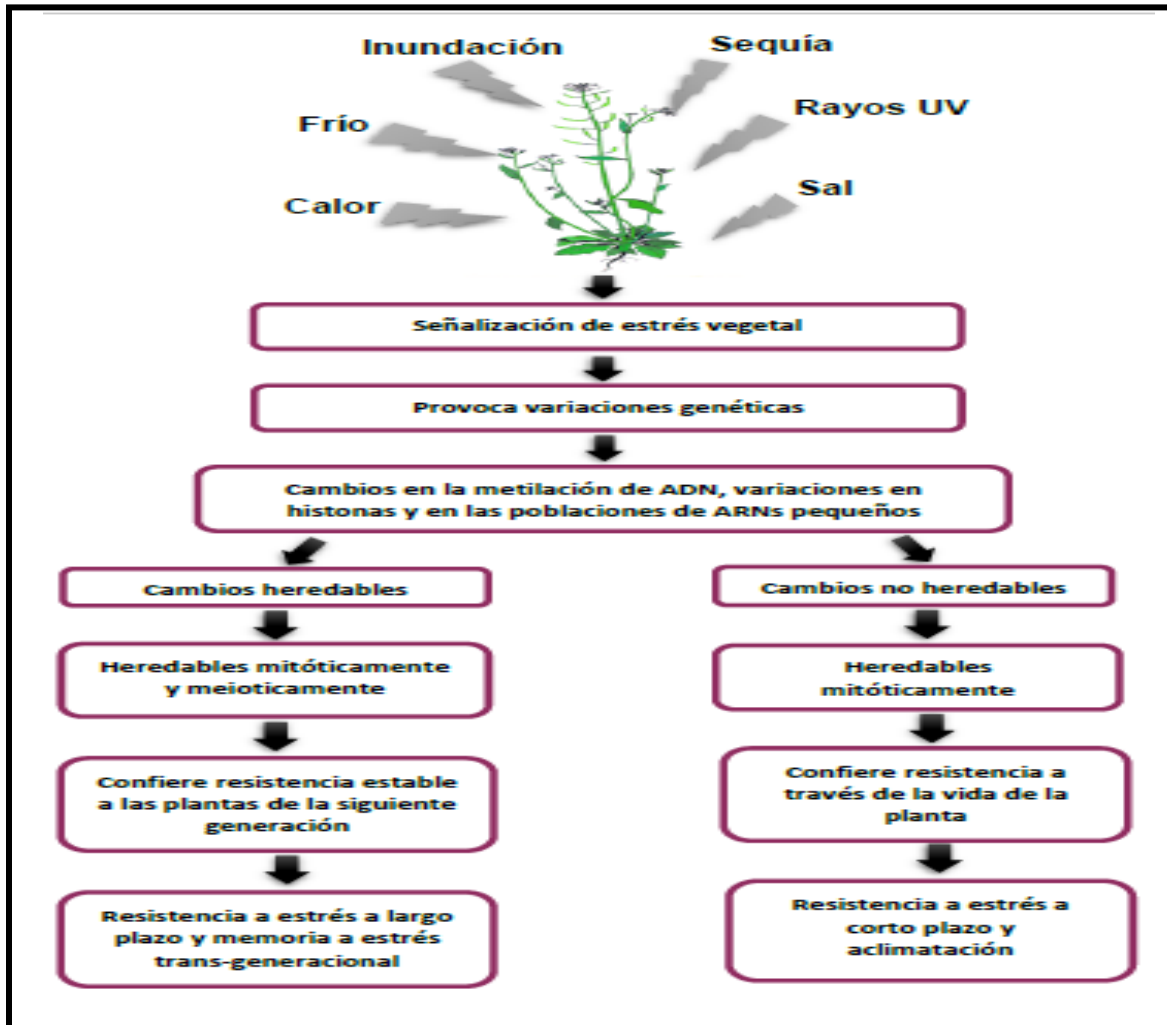 Inundación
Sequía
Frío
Rayos UV
Calor
Sal
Señalización de estrés vegetal
Provoca variaciones genéticas
Cambios en la metilación de ADN, variaciones en
histonas y en las poblaciones de ARNs pequeños
Cambios heredables
Heredables mitóticamente
y meioticamente
Confiere resistencia estable
a las plantas de la siguiente
generación
Resistencia a estrés a largo
plazo y memoria a estrés
trans-generacional
Cambios no heredables
Heredables
mitóticamente
Confiere resistencia a
través de la vida de la
planta
Resistencia a estrés a
corto plazo y
aclimatación